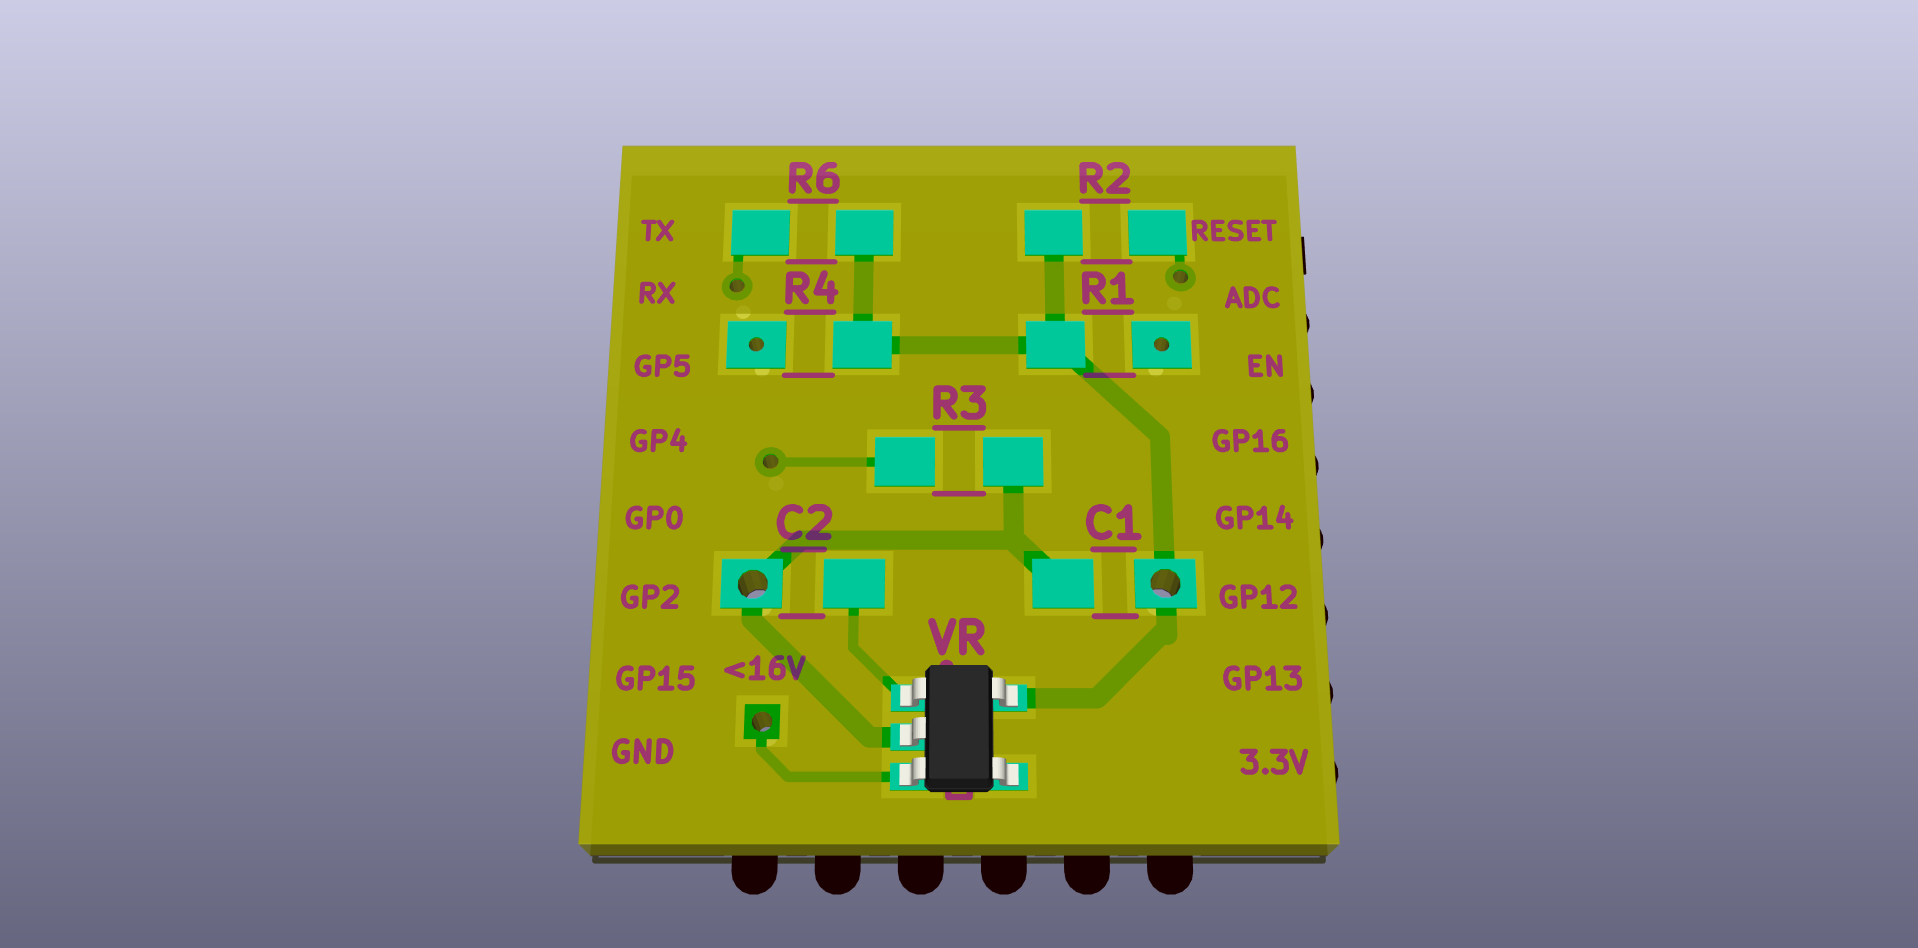 R6
R2
TX
RESET
RX
R4
R1
ADC
GP5
EN
R3
GP4
GP16
GP0
C2
C1
GP14
GP2
GP12
VR
GP15
<16V
GP13
GND
3.3V